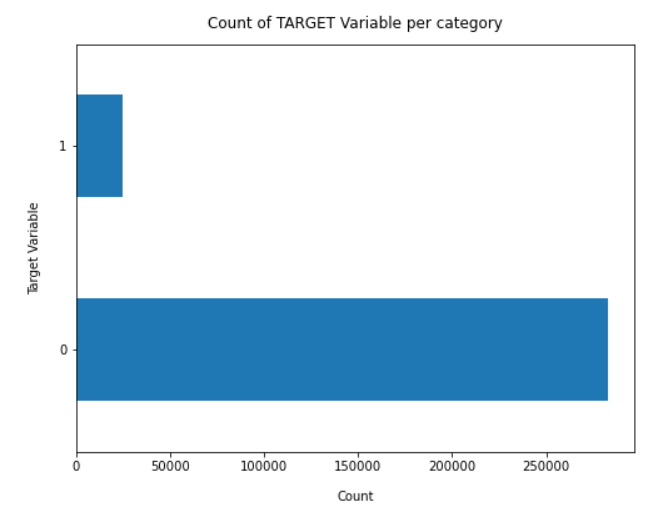 Count of TARGET Variable per category
1
Target Variable
0
0 50000 100000 150000 200000 250000
Count